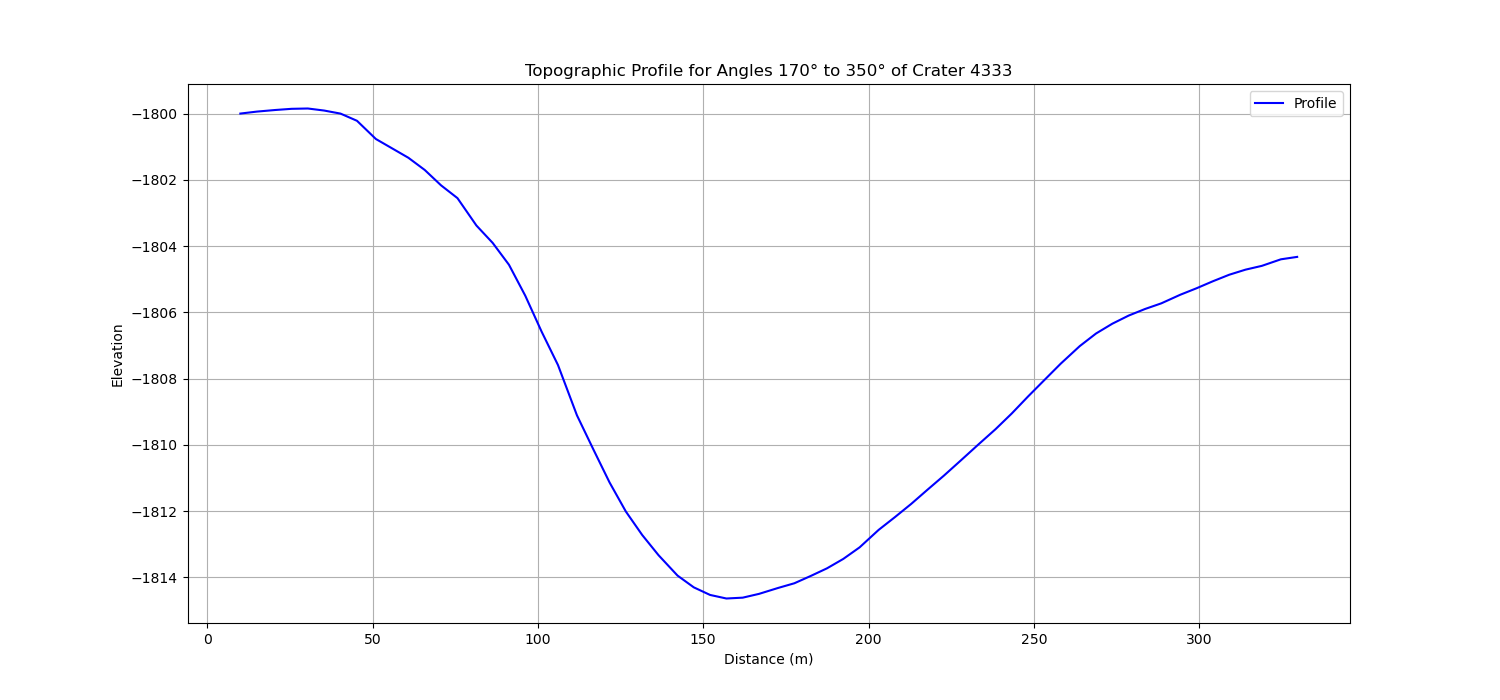 Topographic Profile for Angles 170° to 350° of Crater 4333
Profile
−1800
−1802
−1804
−1806
−1808
−1810
−1812
−1814
Elevation
0 50 100 150 200 250 300
Distance (m)